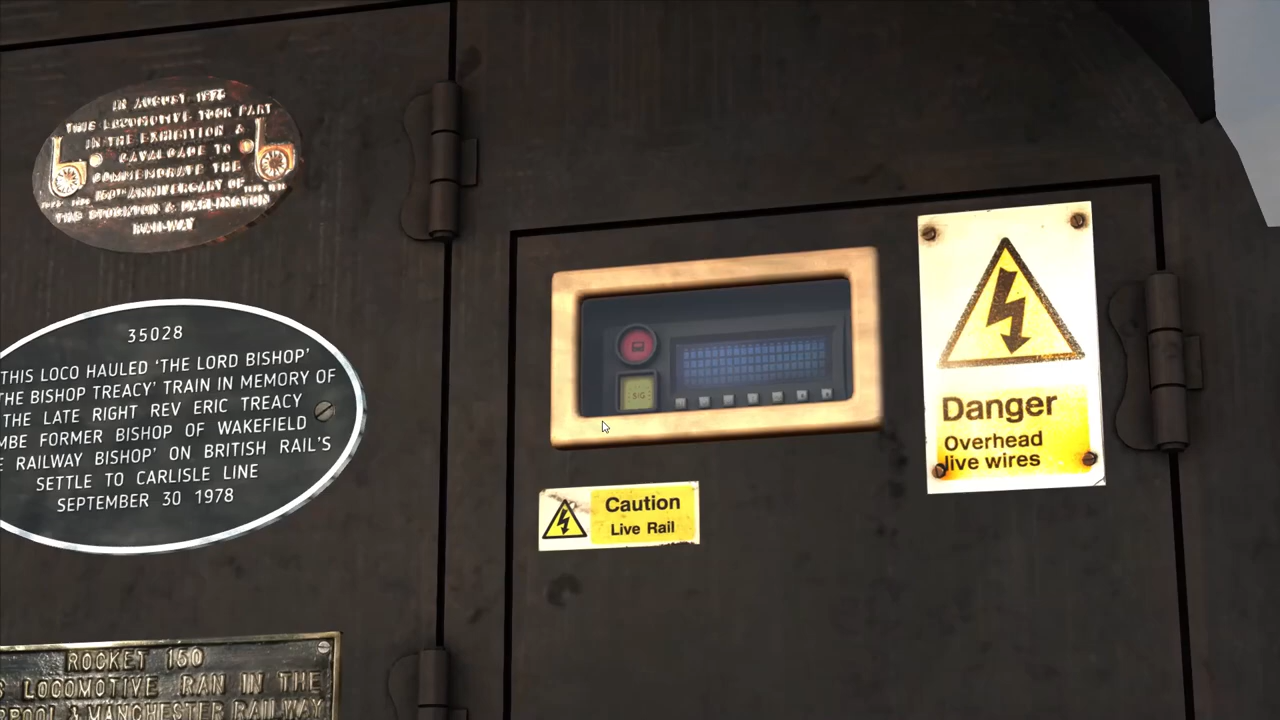 IN AUGUST 1975
THIS LOCOMOTIVE TOOK PART
IN THE EXHIBITION &
CAVALCADE TO
COMMEMORATE THE
150TH ANNIVERSARY OF
THE STOCKTON & DARLINGTON
RAILWAY
35028
THIS LOCO HAULED ‘THE LORD BISHOP’
THE BISHOP TREACY’ TRAIN IN MEMORY OF
THE LATE RIGHT REV ERIC TREACY
MBE FORMER BISHOP OF WAKEFIELD
RAILWAY BISHOP’ ON BRITISH RAIL’S
SETTLE TO CARLISLE LINE
SEPTEMBER 30 1978
ROCKET 150
LOCOMOTIVE RAN IN THE
& MANCHESTER RAILWAY
SIG
Caution
Live Rail
Danger
Overhead
live wires